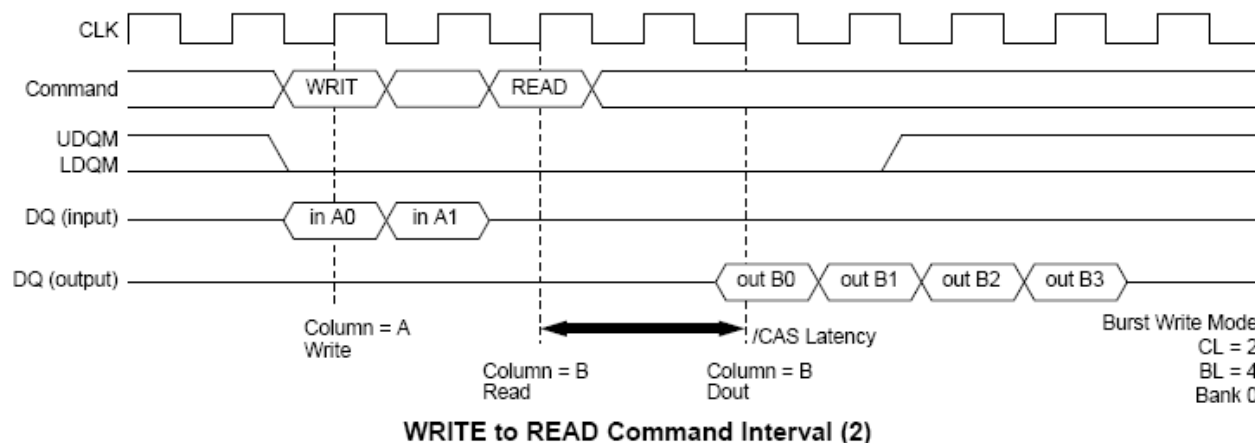 CLK
Command
WRIT
READ
UDQM
LDQM
DQ (input)
in A0
in A1
DQ (output)
out B0
out B1
out B2
out B3
Column = A
Write
/CAS Latency
Column = B
Read
Column = B
Dout
Burst Write Mode
CL = 2
BL = 4
Bank 0
WRITE to READ Command Interval (2)